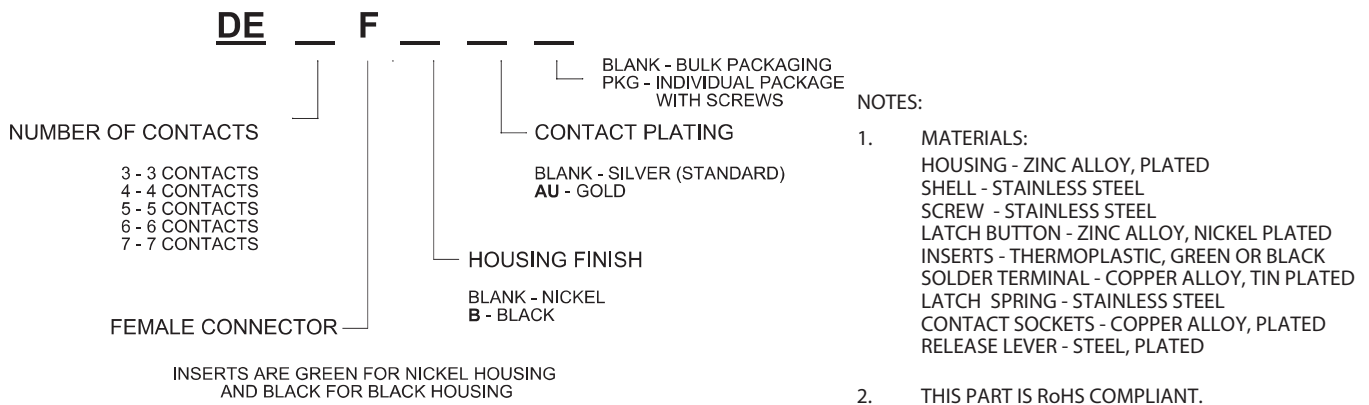 DE __ F __ __ __
BLANK - BULK PACKAGING
PKG - INDIVIDUAL PACKAGE
WITH SCREWS
NUMBER OF CONTACTS
3 - 3 CONTACTS
4 - 4 CONTACTS
5 - 5 CONTACTS
6 - 6 CONTACTS
7 - 7 CONTACTS
CONTACT PLATING
BLANK - SILVER (STANDARD)
AU - GOLD
HOUSING FINISH
BLANK - NICKEL
B - BLACK
FEMALE CONNECTOR
INSERTS ARE GREEN FOR NICKEL HOUSING
AND BLACK FOR BLACK HOUSING
NOTES:
1. MATERIALS:
HOUSING - ZINC ALLOY, PLATED
SHELL - STAINLESS STEEL
SCREW - STAINLESS STEEL
LATCH BUTTON - ZINC ALLOY, NICKEL PLATED
INSERTS - THERMOPLASTIC, GREEN OR BLACK
SOLDER TERMINAL - COPPER ALLOY, TIN PLATED
LATCH SPRING - STAINLESS STEEL
CONTACT SOCKETS - COPPER ALLOY, PLATED
RELEASE LEVER - STEEL, PLATED
2. THIS PART IS RoHS COMPLIANT.